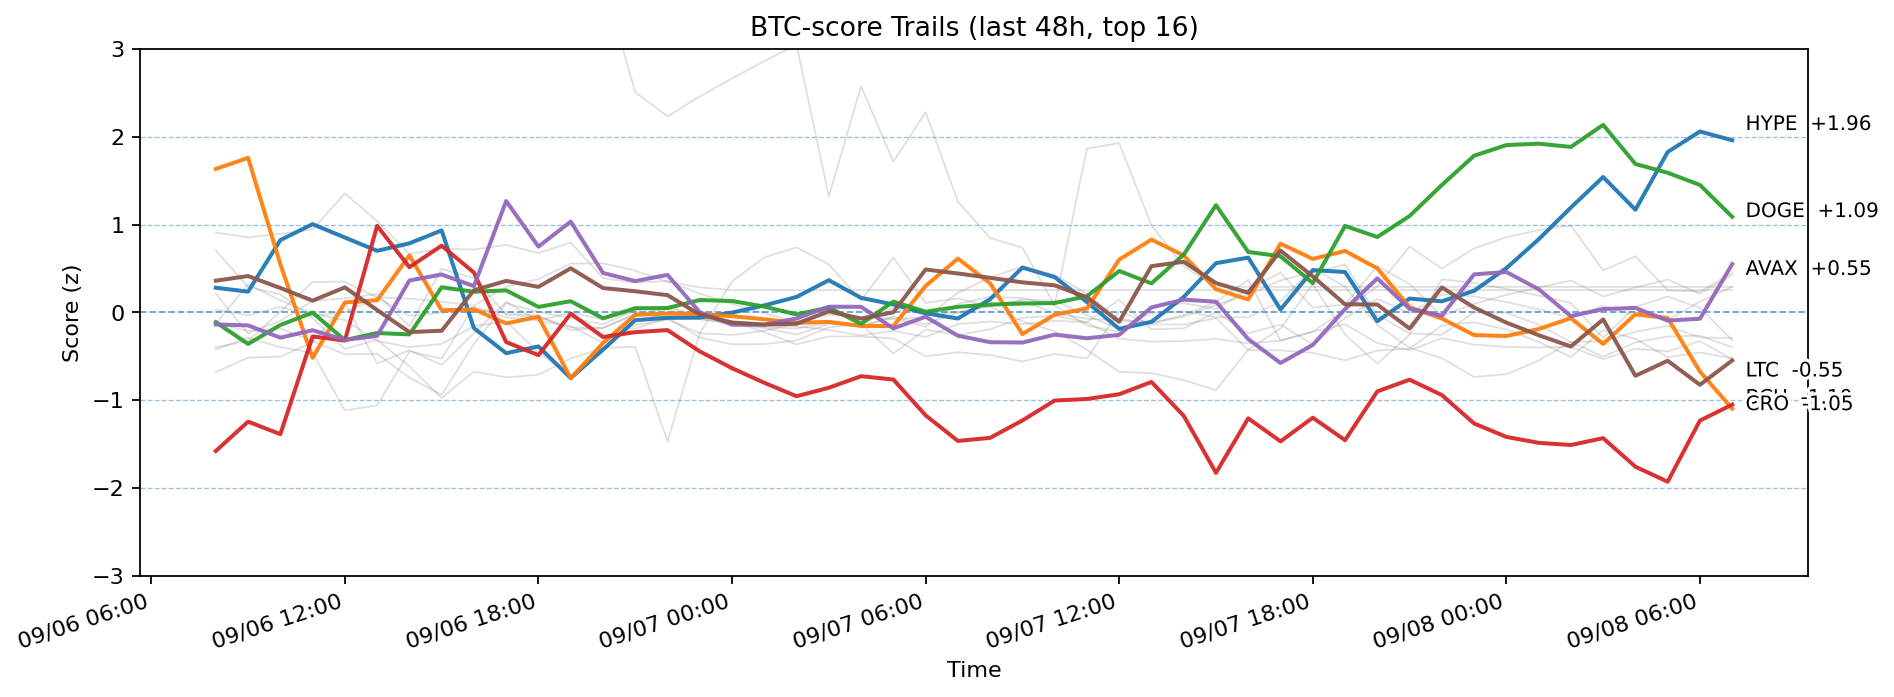 BTC-score Trails (last 48h, top 16)
Score (z)
3
2
1
0
−1
−2
−3
HYPE +1.96
DOGE +1.09
AVAX +0.55
LTC -0.55
CRO -1.05
09/06 06:00
09/06 12:00
09/06 18:00
09/07 00:00
09/07 06:00
09/07 12:00
09/07 18:00
09/08 00:00
09/08 06:00
Time